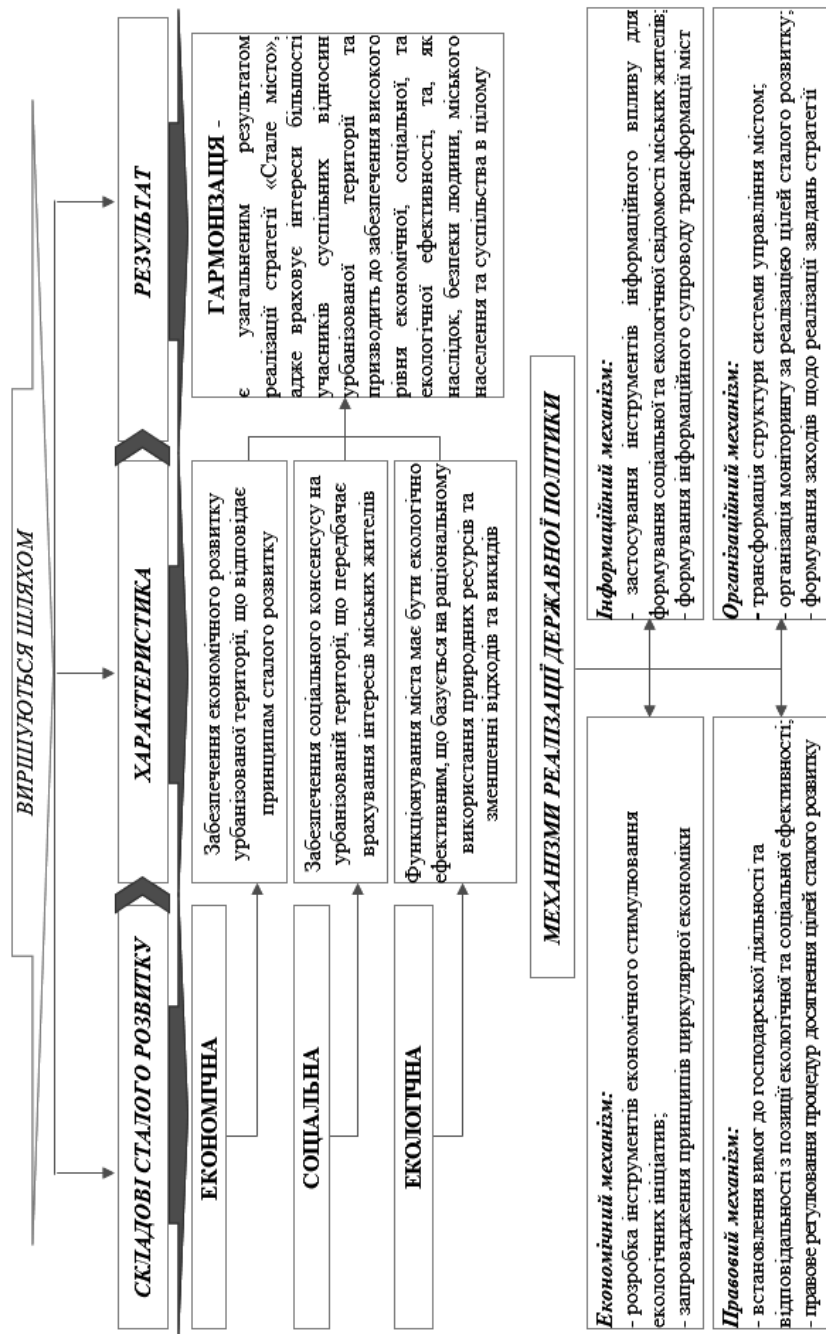 ВИРІШУЮТЬСЯ ШЛЯХОМ
СКЛАДОВІ СТАЛОГО РОЗВИТКУ
ХАРАКТЕРИСТИКА
РЕЗУЛЬТАТ
ЕКОНОМІЧНА
Забезпечення економічного розвитку
урбанізованої території, що відповідає
принципам сталого розвитку
СОЦІАЛЬНА
Забезпечення соціального консенсусу на
урбанізованій території, що передбачає
врахування інтересів міських жителів
ЕКОЛОГІЧНА
Функціонування міста має бути екологічно
ефективним, що базується на раціональному
використання природних ресурсів та
зменшенні відходів та викидів
ГАРМОНІЗАЦІЯ -
є узагальненим результатом
реалізації стратегії «Стале місто»,
адже враховує інтереси більшості
учасників суспільних відносин
урбанізованої території та
призводить до забезпечення високого
рівня економічної, соціальної, та
екологічної ефективності, та, як
наслідок, безпеки людини, міського
населення та суспільства в цілому
МЕХАНІЗМИ РЕАЛІЗАЦІЇ ДЕРЖАВНОЇ ПОЛІТИКИ
Економічний механізм:
- розробка інструментів економічного стимулювання
екологічних ініціатив;
- запровадження принципів циркулярної економіки
Інформаційний механізм:
- застосування інструментів інформаційного впливу для
формування соціальної та екологічної свідомості міських жителів;
- формування інформаційного супроводу трансформації міст
Правовий механізм:
- встановлення вимог до господарської діяльності та
відповідальності з позиції екологічної та соціальної ефективності;
- правове регулювання процедур досягнення цілей сталого розвитку
Організаційний механізм:
- трансформація структури системи управління містом;
- організація моніторингу за реалізацією цілей сталого розвитку;
- формування заходів щодо реалізації завдань стратегії